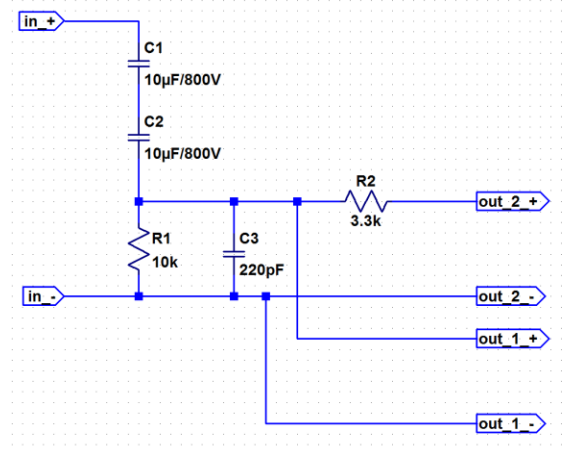 in_+
C1
10µF/800V
C2
10µF/800V
R2
out_2_+
3.3k
R1
C3
10k
220pF
in_-
out_2_-
out_1_+
out_1_-